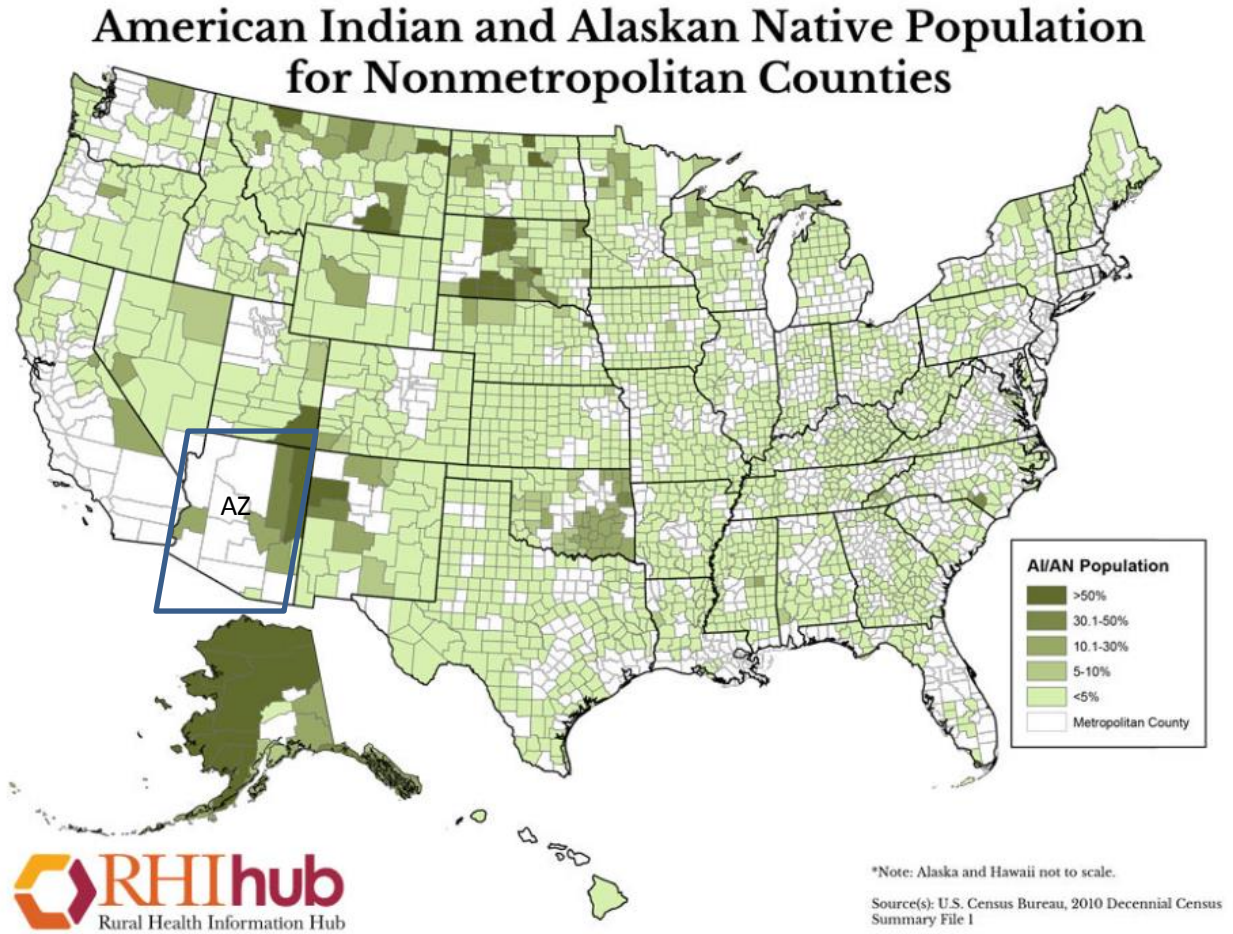 American Indian and Alaskan Native Population
for Nonmetropolitan Counties
AZ
AI/AN Population
>50%
30.1-50%
10.1-30%
5-10%
<5%
Metropolitan County
RHIhub
Rural Health Information Hub
*Note: Alaska and Hawaii not to scale.
Source(s): U.S. Census Bureau, 2010 Decennial Census
Summary File 1